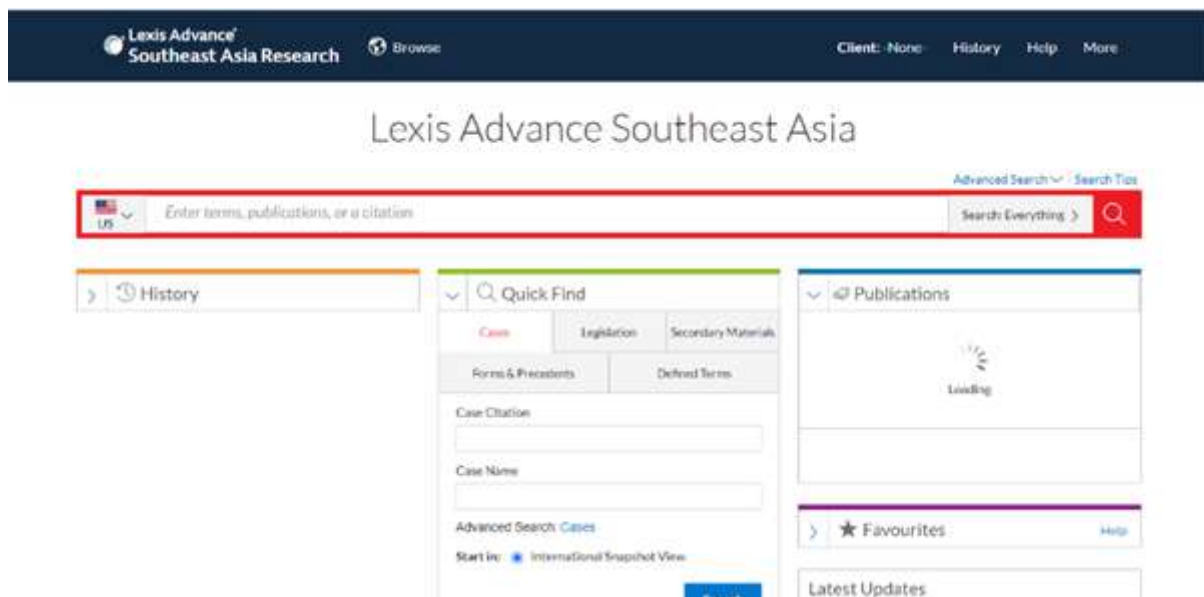 Lexis Advance®
Southeast Asia Research
Browse
Client: -None-
History
Help
More
Lexis Advance Southeast Asia
Advanced Search
Search Tips
US
Enter terms, publications, or a citation
Search: Everything >
History
Quick Find
Cases
Legislation
Secondary Materials
Forms & Precedents
Defined Terms
Case Citation
Case Name
Advanced Search: Cases
Start in: International Snapshot View
Publications
Loading
Favourites
Help
Latest Updates